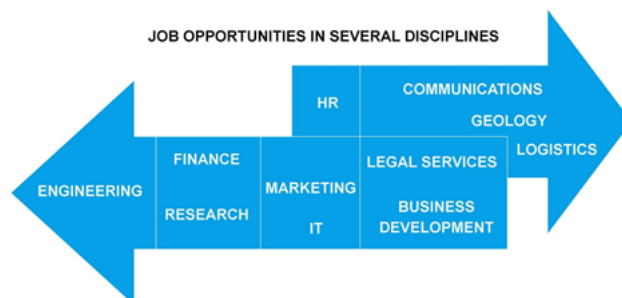 JOB OPPORTUNITIES IN SEVERAL DISCIPLINES
HR
COMMUNICATIONS
GEOLOGY
LOGISTICS
ENGINEERING
FINANCE
RESEARCH
MARKETING
IT
LEGAL SERVICES
BUSINESS
DEVELOPMENT